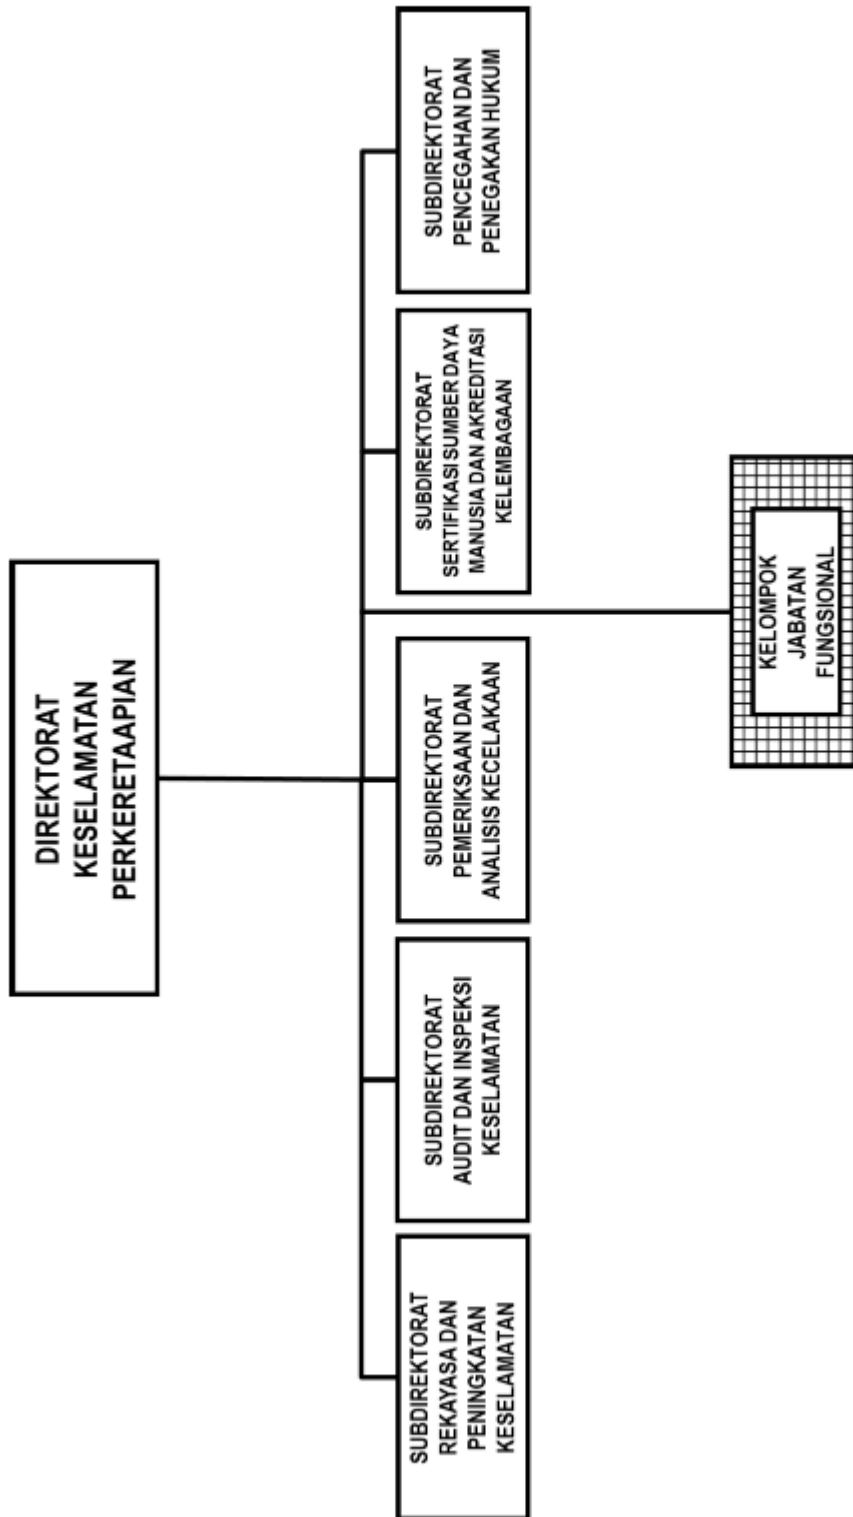 DIREKTORAT
KESELAMATAN
PERKERETAAPIAN
SUBDIREKTORAT
REKAYASA DAN
PENINGKATAN
KESELAMATAN
SUBDIREKTORAT
AUDIT DAN INSPEKSI
KESELAMATAN
SUBDIREKTORAT
PEMERIKSAAN DAN
ANALISIS KECELAKAAN
SUBDIREKTORAT
SERTIFIKASI SUMBER DAYA
MANUSIA DAN AKREDITASI
KELEMBAGAAN
SUBDIREKTORAT
PENCEGAHAN DAN
PENEGAKAN HUKUM
KELOMPOK
JABATAN
FUNGSIONAL